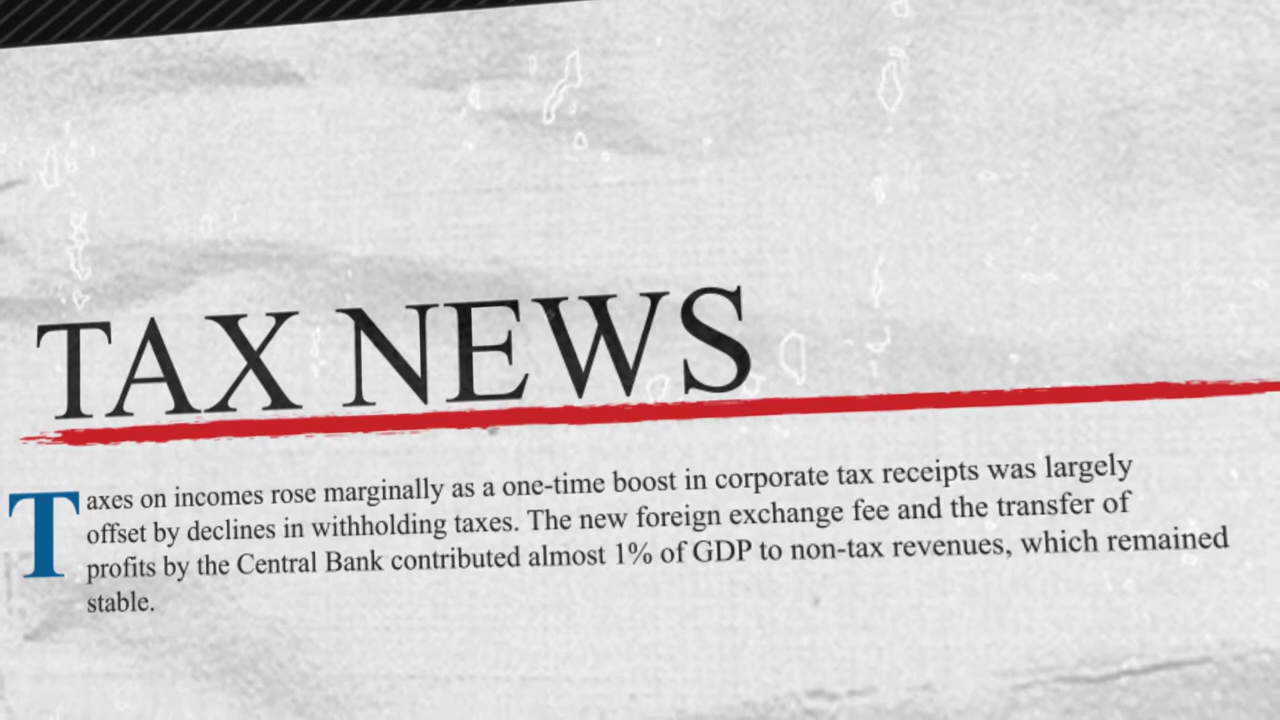 TAX NEWS
Taxes on incomes rose marginally as a one-time boost in corporate tax receipts was largely
offset by declines in withholding taxes. The new foreign exchange fee and the transfer of
profits by the Central Bank contributed almost 1% of GDP to non-tax revenues, which remained
stable.